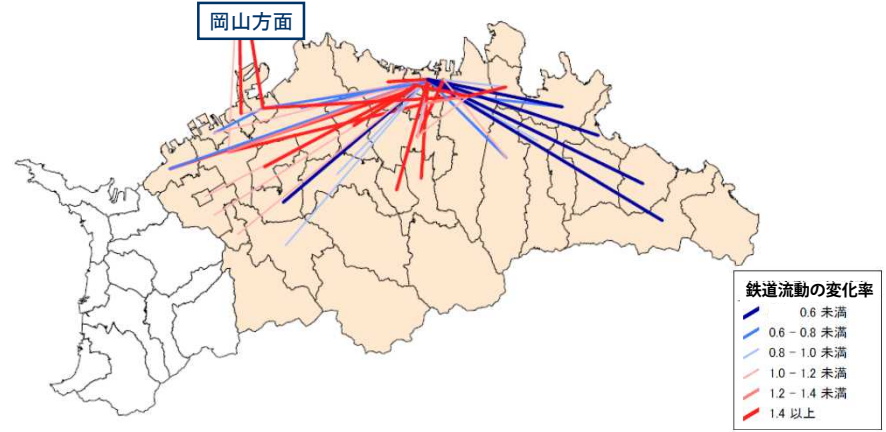 岡山方面
鉄道流動の変化率
0.6 未満
0.6 - 0.8 未満
0.8 - 1.0 未満
1.0 - 1.2 未満
1.2 - 1.4 未満
1.4 以上